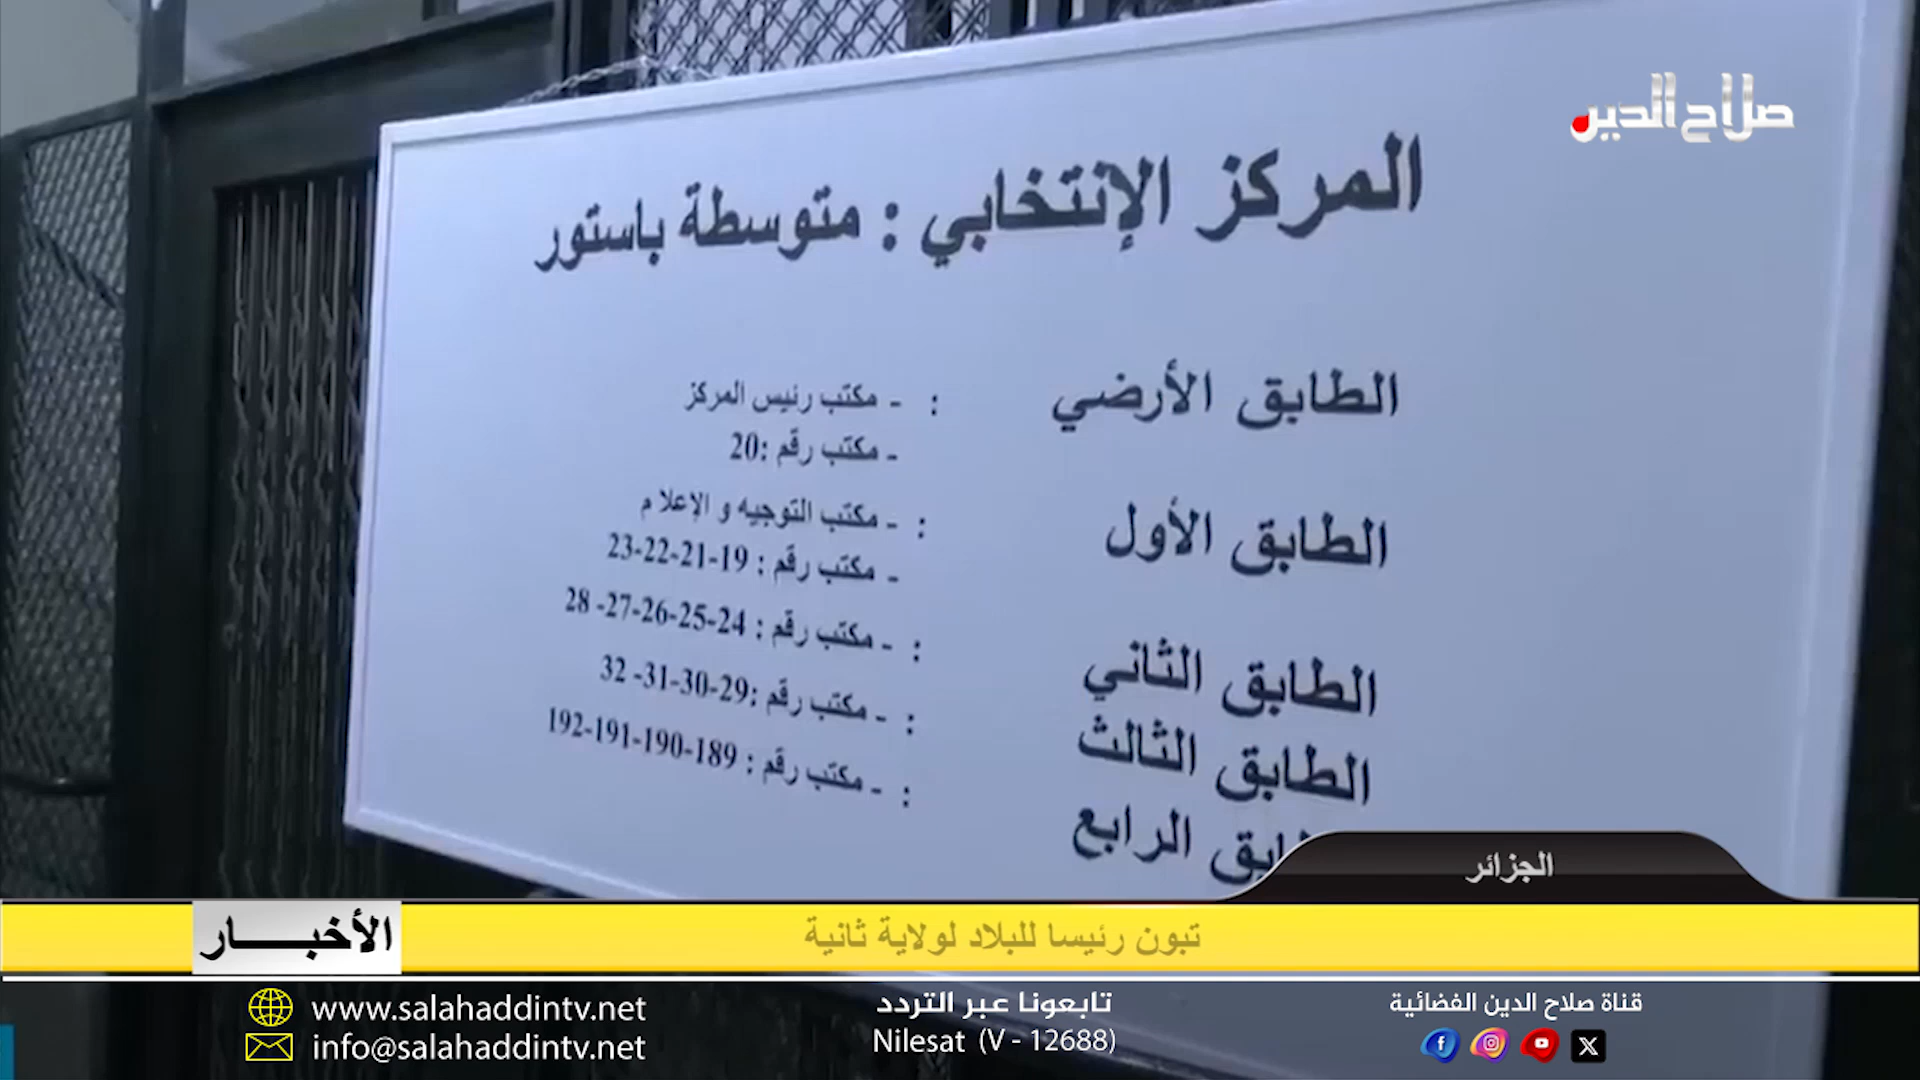 صلاح الدين
المركز الإنتخابي : متوسطة باستور
الطابق الأرضي : - مكتب رئيس المركز
- مكتب رقم :20
الطابق الأول : - مكتب التوجيه و الإعلام
- مكتب رقم : 19-21-22-23
الطابق الثاني : - مكتب رقم : 24-25-26-27- 28
الطابق الثالث : - مكتب رقم :29-30-31- 32
الرابع : - مكتب رقم : 189-190-191-192
الجزائر
تبون رئيسا للبلاد لولاية ثانية
الأخبـــــار
قناة صلاح الدين الفضائية
تابعونا عبر التردد
Nilesat (V - 12688)
www.salahaddintv.net
info@salahaddintv.net